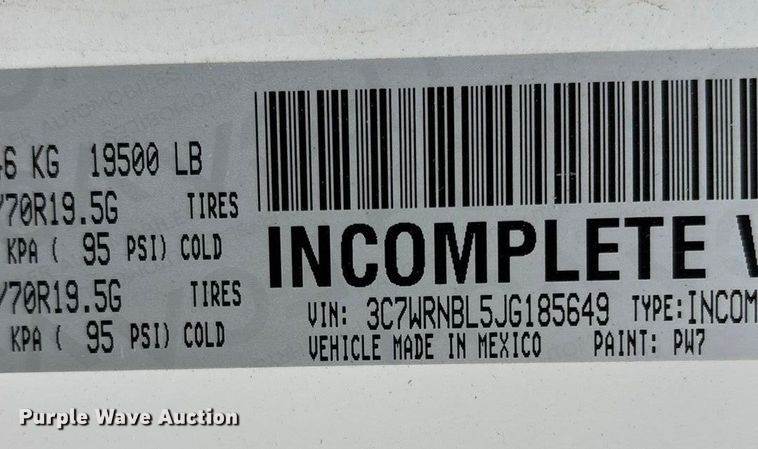 46 KG 19500 LB
/70R19.5G TIRES
KPA ( 95 PSI) COLD
/70R19.5G TIRES
KPA ( 95 PSI) COLD
INCOMPLETE V
VIN: 3C7WRNBL5JG185649 TYPE:INCOM
VEHICLE MADE IN MEXICO PAINT: PW7
Purple Wave Auction